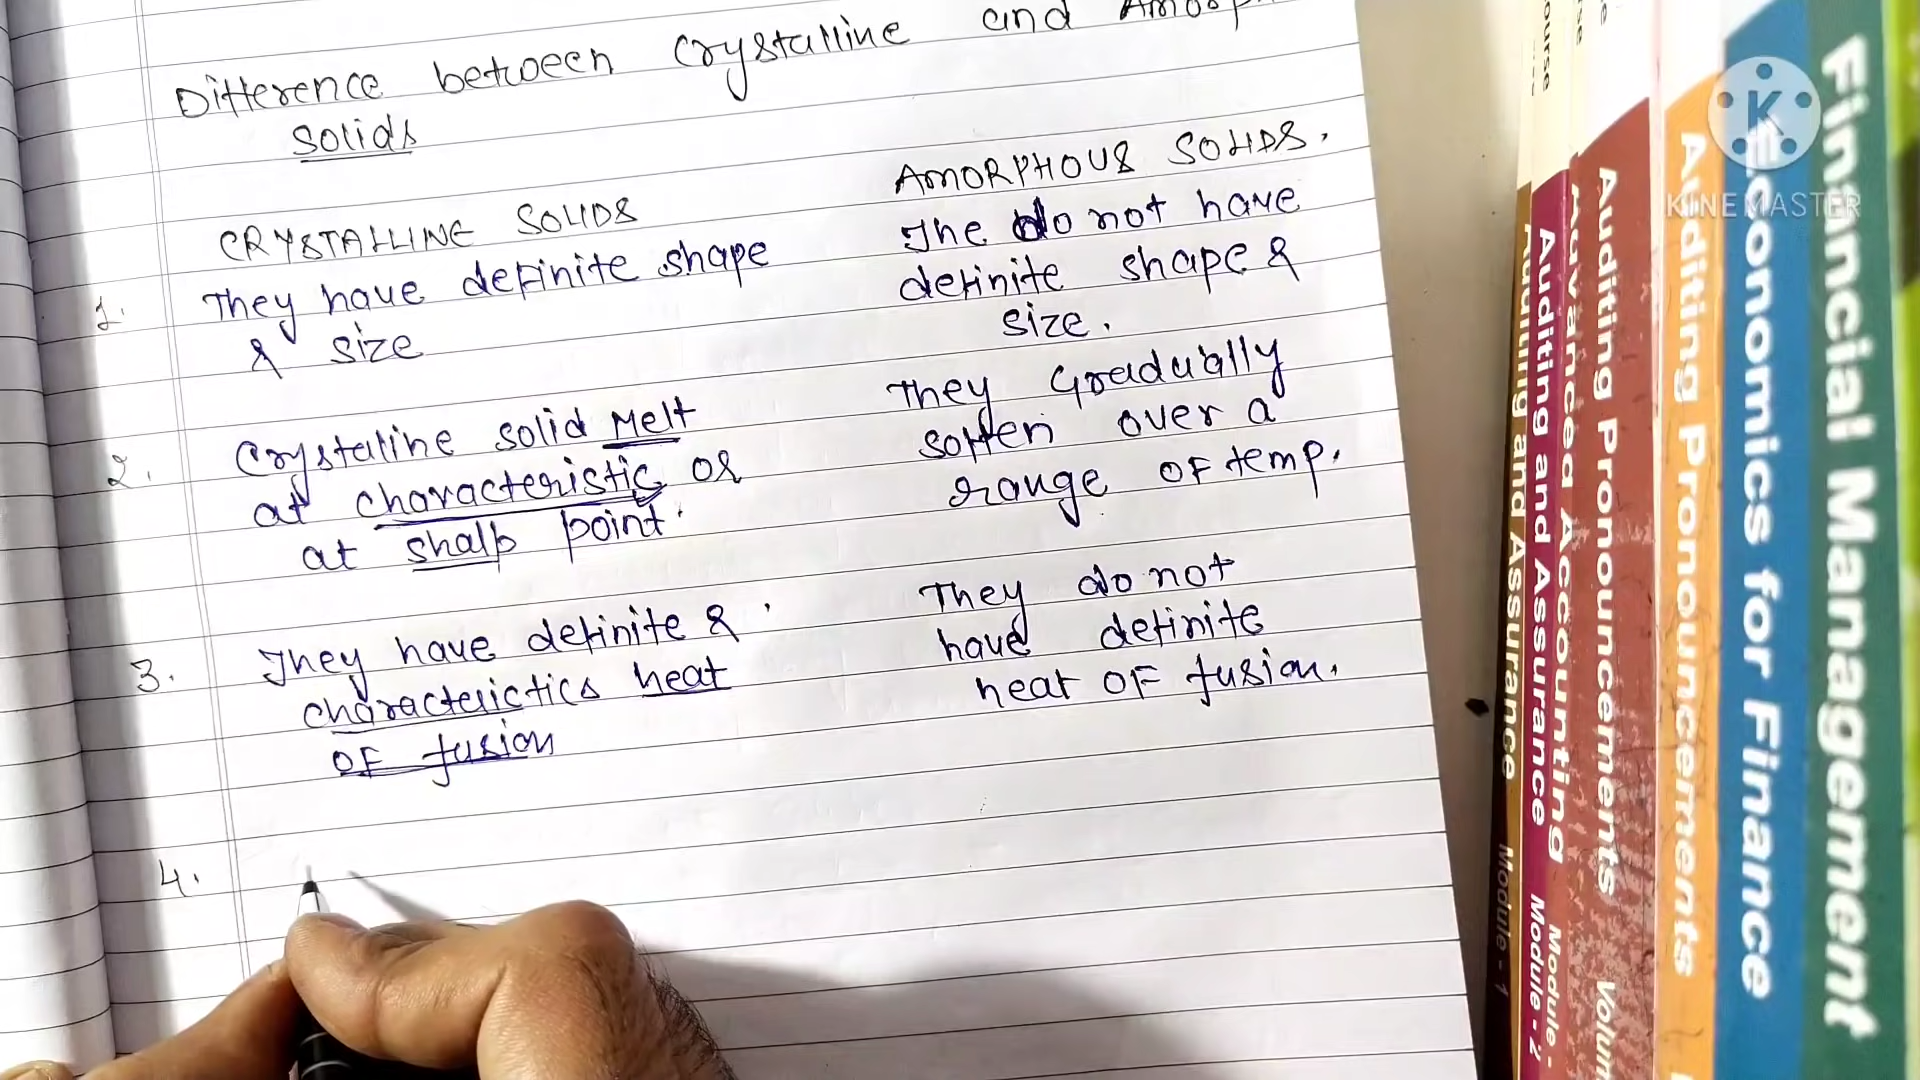 Difference between Crystalline and Amorp
solids
CRYSTALLINE SOLIDS
1. They have definite shape
& size
2. Crystalline solid Melt
at characteristic or
at sharp point.
3. They have definite &
characterictics heat
OF fusion
4.
AMORPHOUS SOLIDS.
The do not have
definite shape &
size.
They Gradually
soften over a
range OF temp.
They do not
have definite
heat OF fusion.
Auditing and Assurance Module - 1
Auditing and Assurance Module - 2
Advanced Accounting Module -
Auditing Pronouncements Volum
Auditing Pronouncements
Economics for Finance
Financial Management
K
KINEMASTER